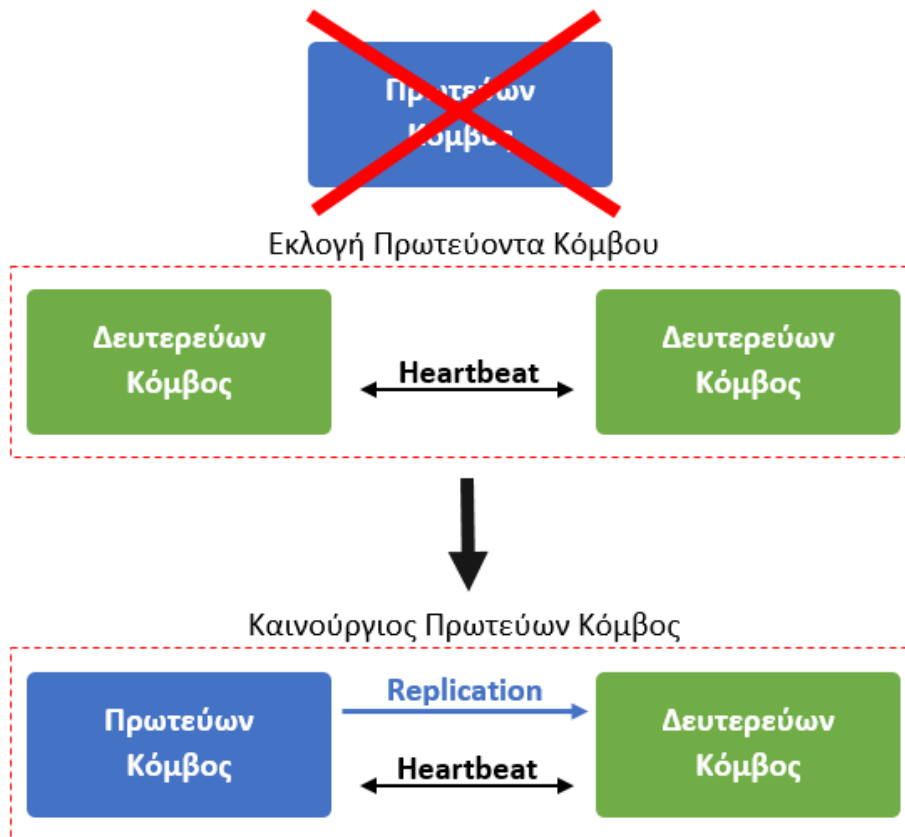 Πρωτεύων
Κόμβος
Εκλογή Πρωτεύοντα Κόμβου
Δευτερεύων
Κόμβος
Heartbeat
Δευτερεύων
Κόμβος
Καινούργιος Πρωτεύων Κόμβος
Πρωτεύων
Κόμβος
Replication
Heartbeat
Δευτερεύων
Κόμβος